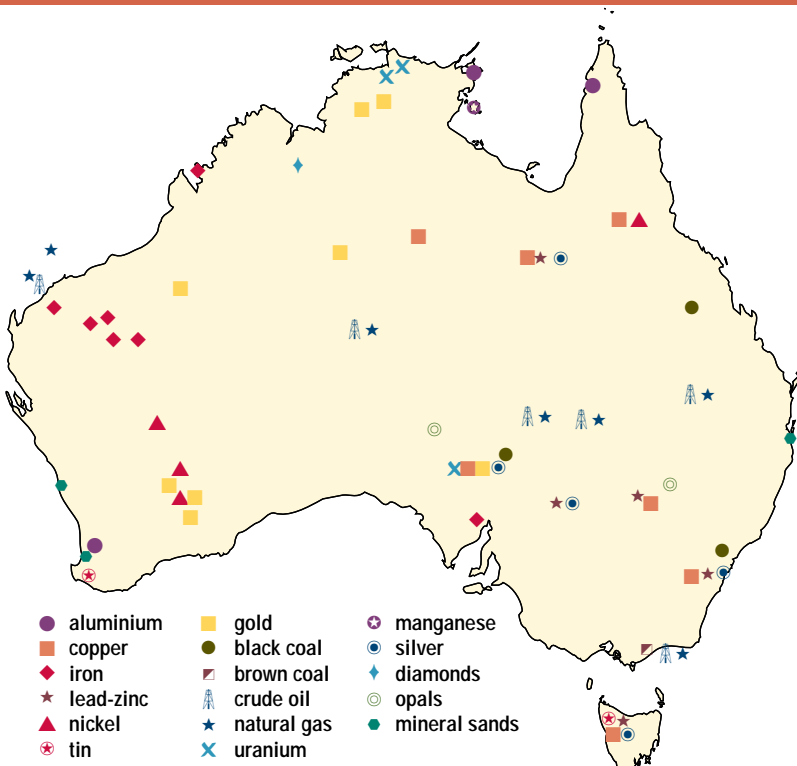 aluminium
copper
iron
lead-zinc
nickel
tin
gold
black coal
brown coal
crude oil
natural gas
uranium
manganese
silver
diamonds
opals
mineral sands